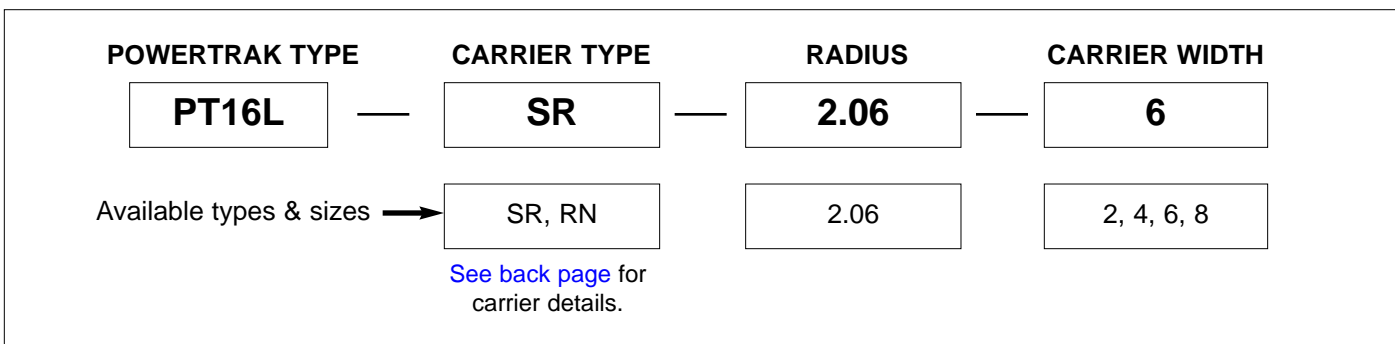 POWERTRAK TYPE CARRIER TYPE RADIUS CARRIER WIDTH
PT16L — SR — 2.06 — 6
Available types & sizes SR, RN 2.06 2, 4, 6, 8
See back page for
carrier details.